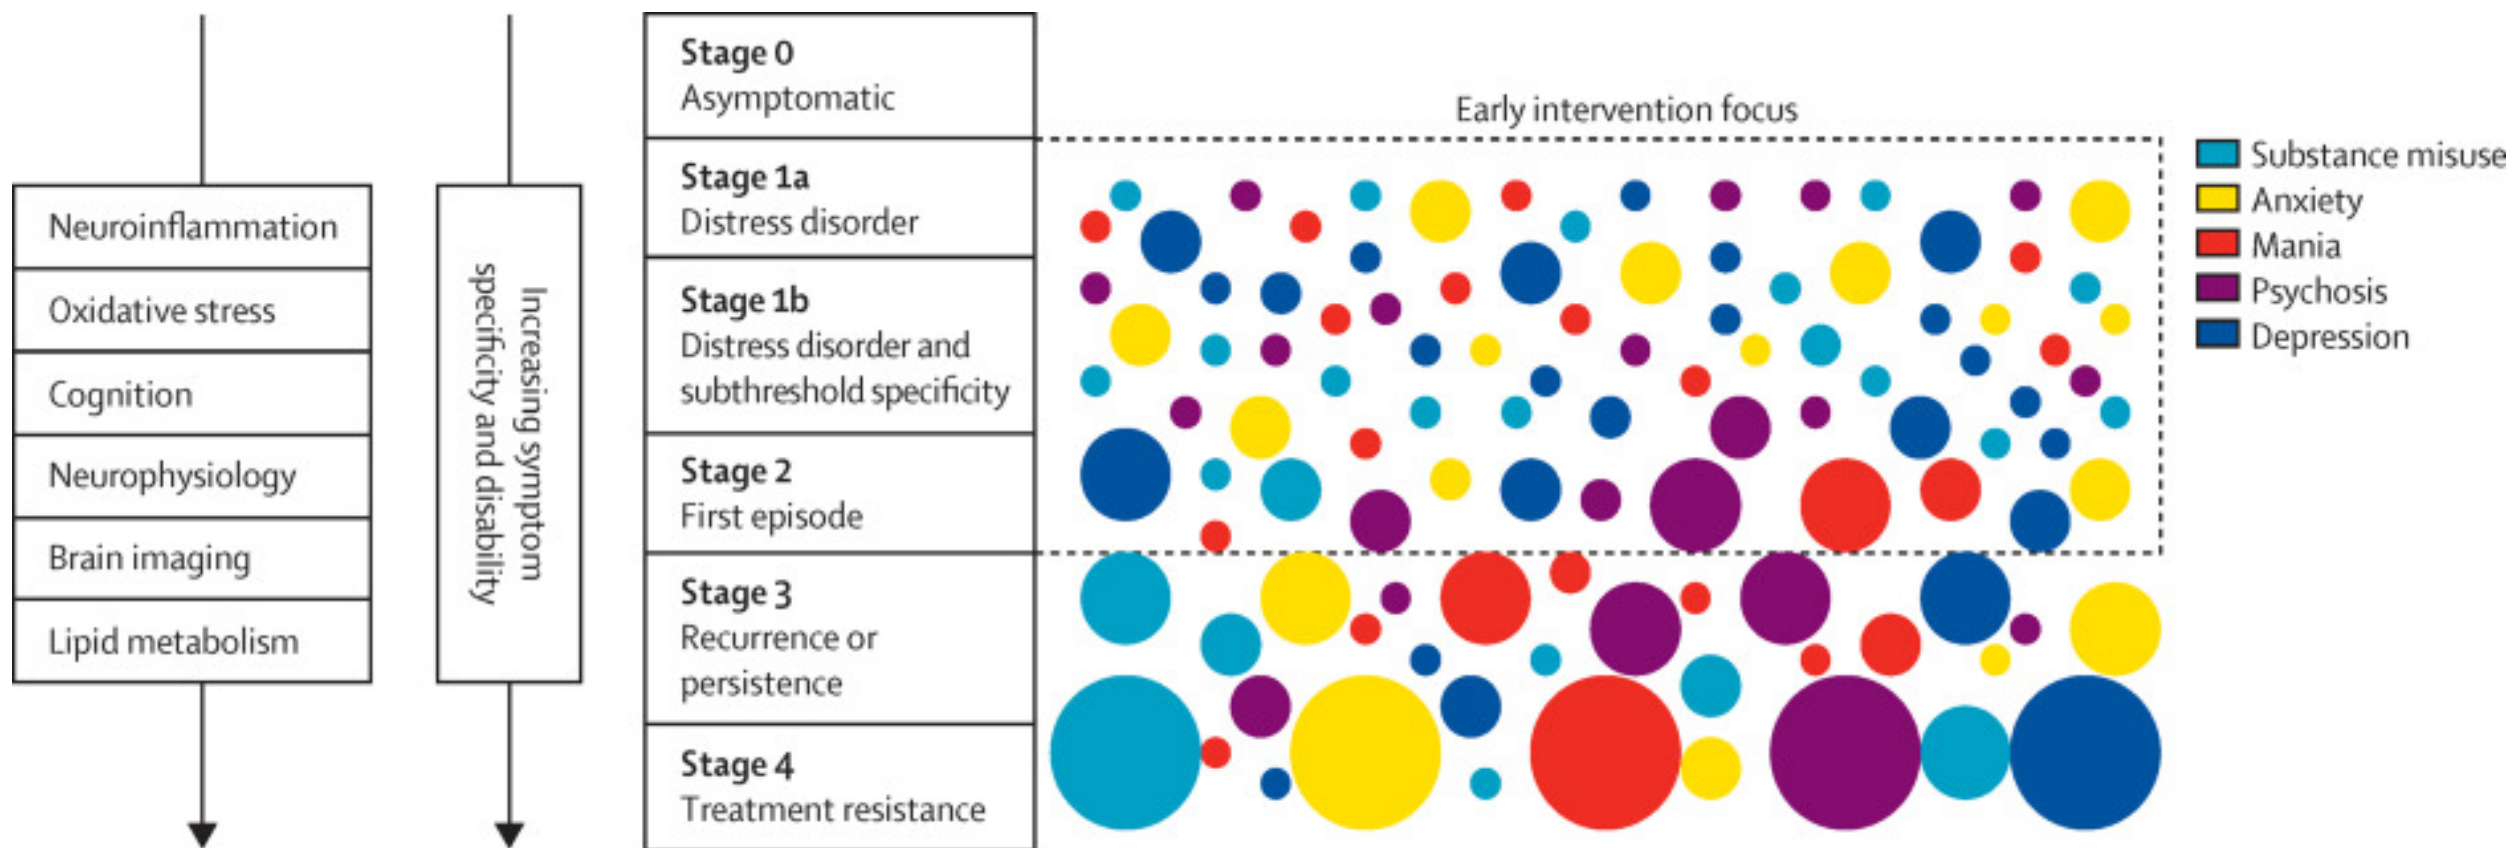 Neuroinflammation
Oxidative stress
Cognition
Neurophysiology
Brain imaging
Lipid metabolism
Increasing symptom
specificity and disability
Stage 0
Asymptomatic
Stage 1a
Distress disorder
Stage 1b
Distress disorder and
subthreshold specificity
Stage 2
First episode
Stage 3
Recurrence or
persistence
Stage 4
Treatment resistance
Early intervention focus
Substance misuse
Anxiety
Mania
Psychosis
Depression